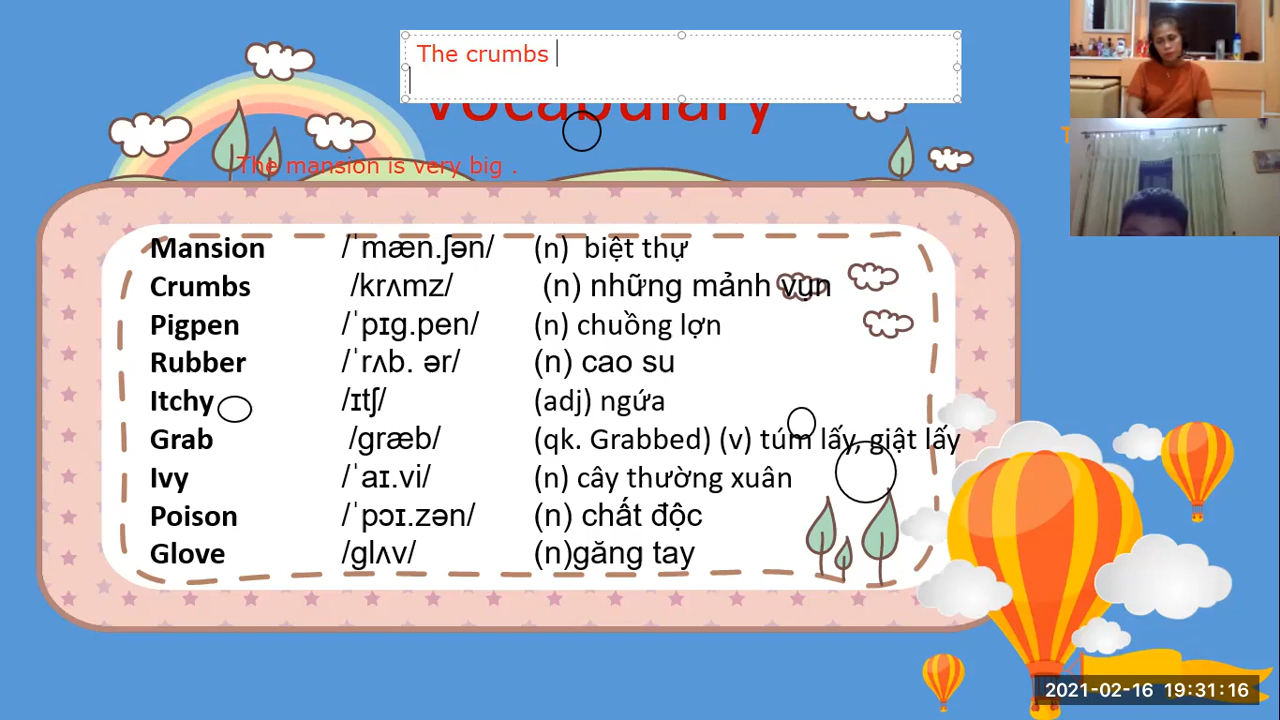 The crumbs
Vocabulary
The mansion is very big .
Mansion /ˈmæn.ʃən/ (n) biệt thự
Crumbs /krʌmz/ (n) những mảnh vụn
Pigpen /ˈpɪg.pen/ (n) chuồng lợn
Rubber /ˈrʌb. ər/ (n) cao su
Itchy /ɪtʃ/ (adj) ngứa
Grab /græb/ (qk. Grabbed) (v) túm lấy, giật lấy
Ivy /ˈaɪ.vi/ (n) cây thường xuân
Poison /ˈpɔɪ.zən/ (n) chất độc
Glove /glʌv/ (n)găng tay
2021-02-16 19:31:16